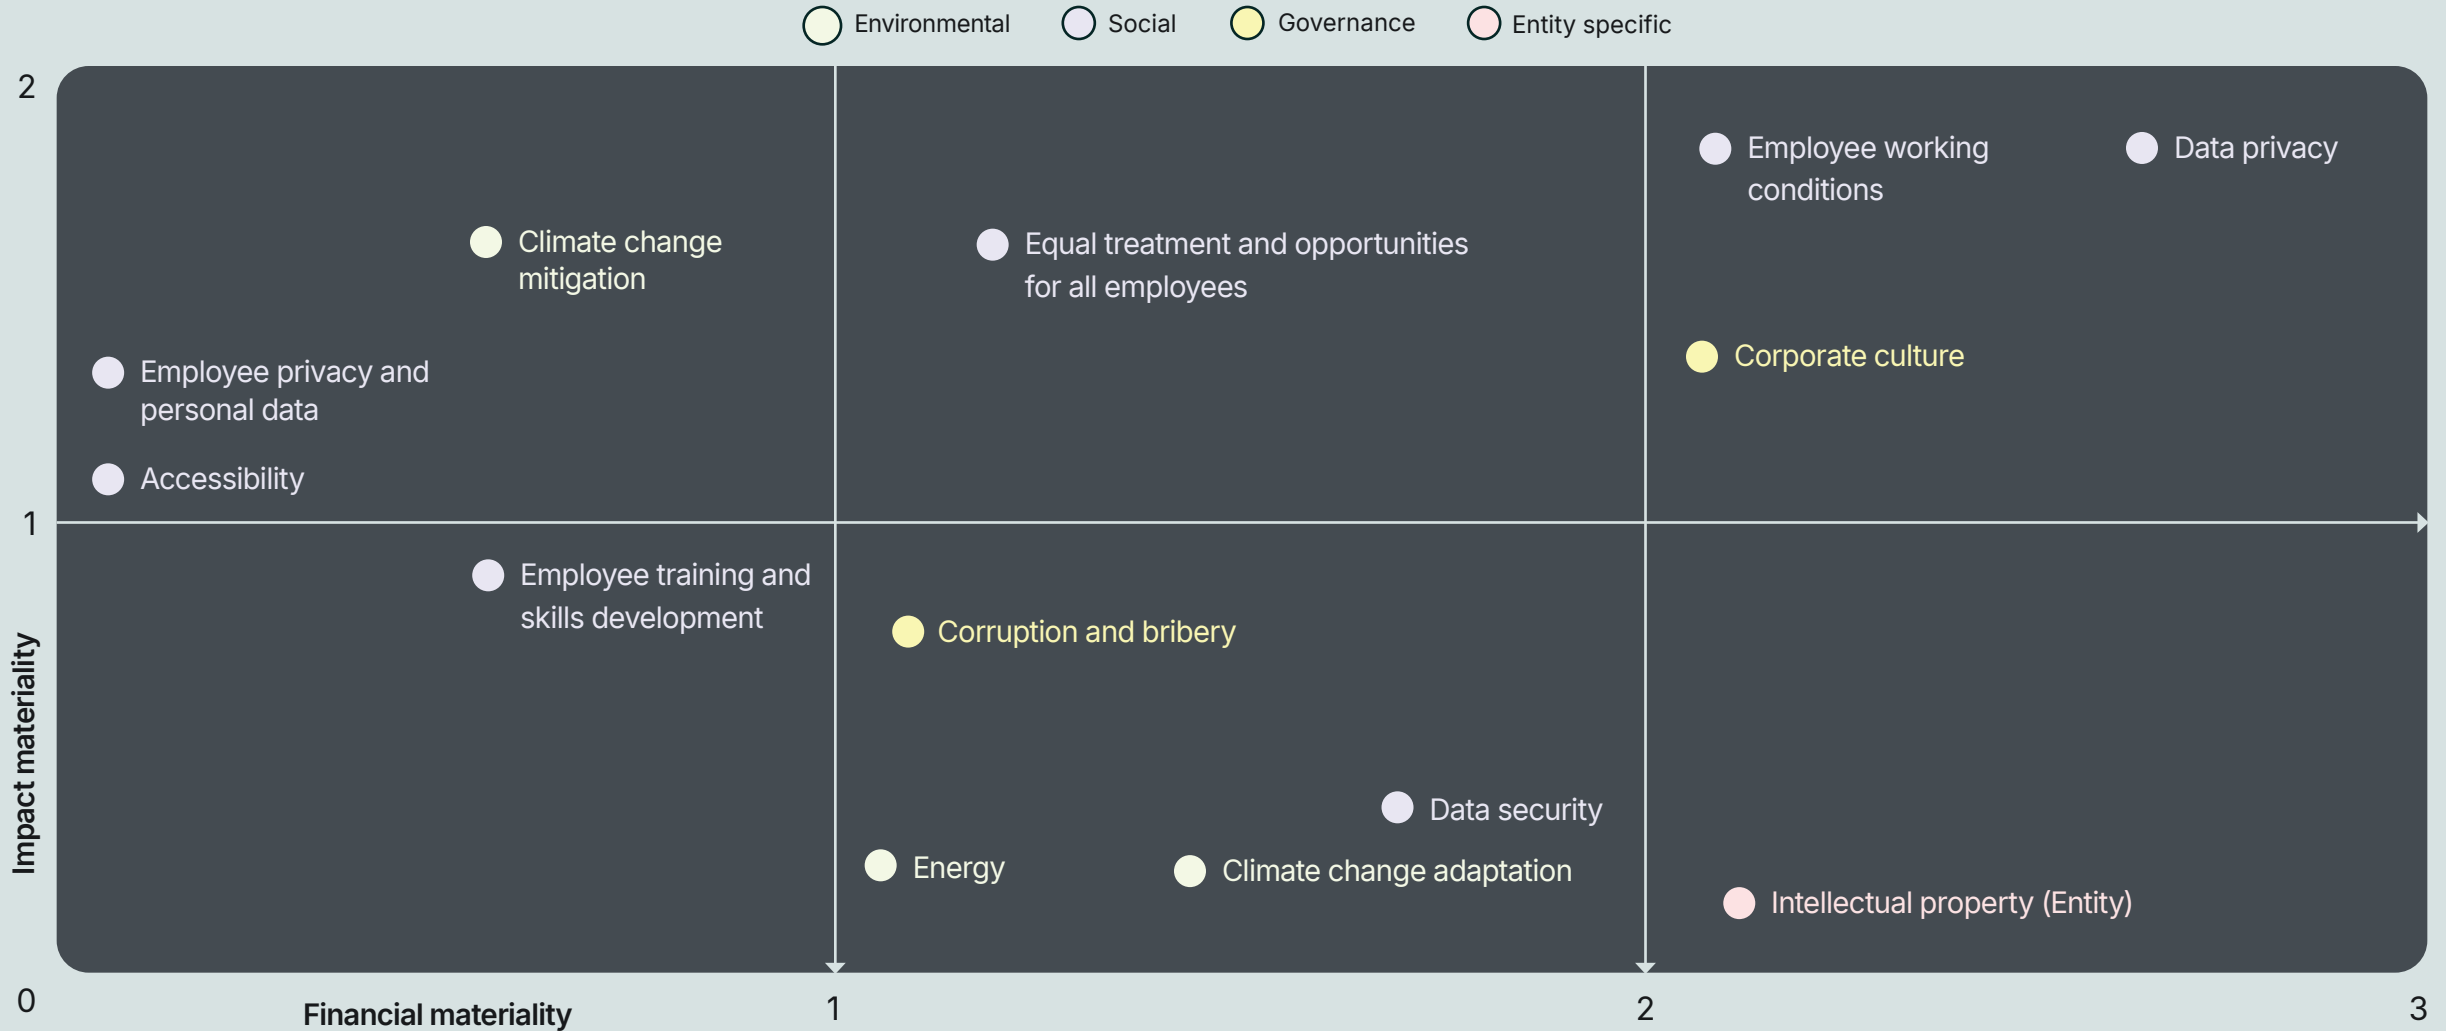 Environmental
Social
Governance
Entity specific
2
Employee working
conditions
Data privacy
Climate change
mitigation
Equal treatment and opportunities
for all employees
Corporate culture
Employee privacy and
personal data
Accessibility
1
Employee training and
skills development
Corruption and bribery
Impact materiality
Data security
Energy
Climate change adaptation
Intellectual property (Entity)
0
Financial materiality
1
2
3